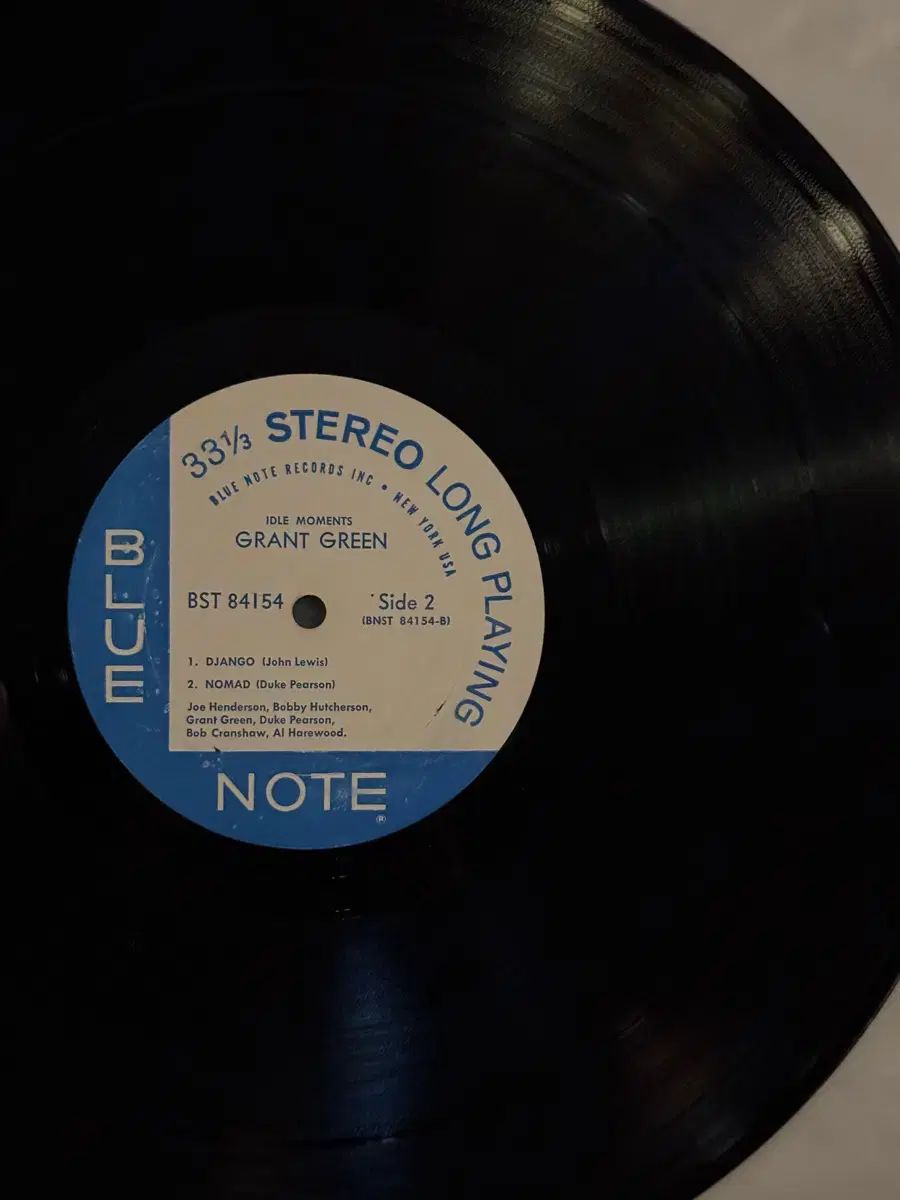 33⅓ STEREO LONG PLAYING
BLUE NOTE RECORDS INC • NEW YORK USA
IDLE MOMENTS
GRANT GREEN
BST 84154
Side 2
(BNST 84154-B)
1. DJANGO (John Lewis)
2. NOMAD (Duke Pearson)
Joe Henderson, Bobby Hutcherson,
Grant Green, Duke Pearson,
Bob Cranshaw, Al Harewood.
BLUE
NOTE®